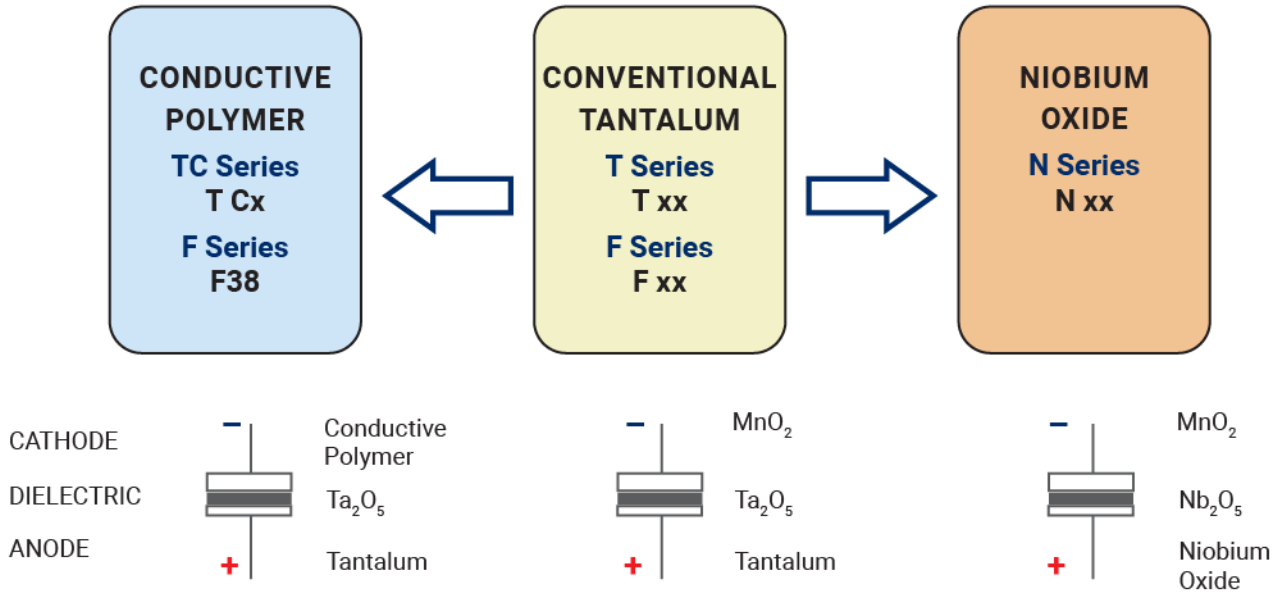 CONDUCTIVE
POLYMER
TC Series
T Cx
F Series
F38
CONVENTIONAL
TANTALUM
T Series
T xx
F Series
F xx
NIOBIUM
OXIDE
N Series
N xx
CATHODE
DIELECTRIC
ANODE
−
Conductive
Polymer
Ta₂O₅
+
Tantalum
−
MnO₂
Ta₂O₅
+
Tantalum
−
MnO₂
Nb₂O₅
+
Niobium
Oxide